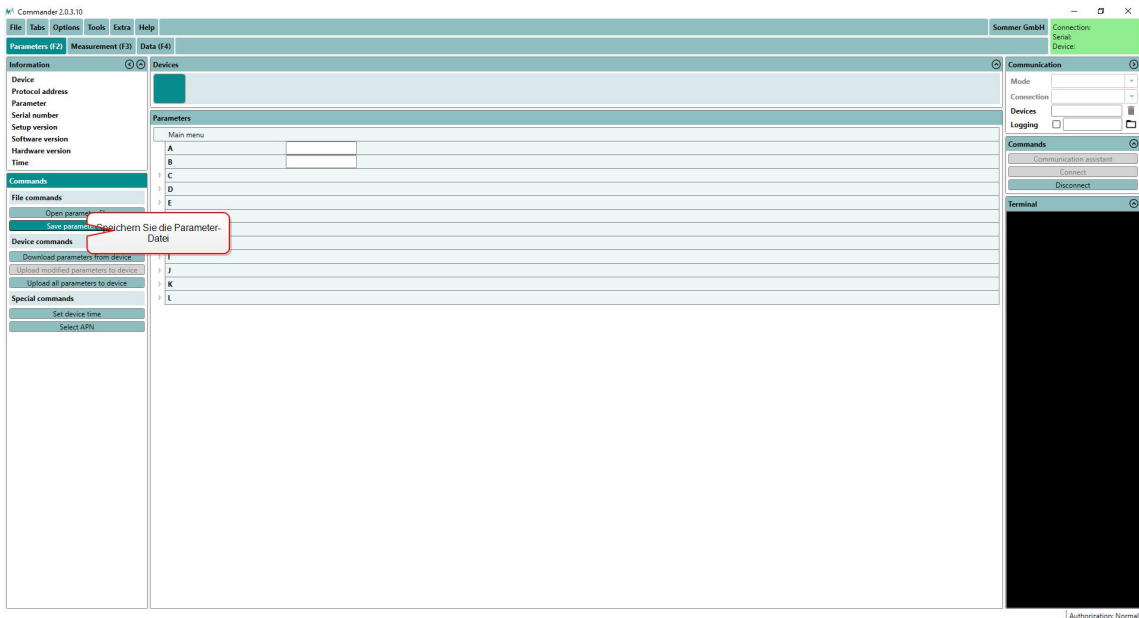 Commander 2.0.3.10
File Tabs Options Tools Extra Help
Sommer GmbH
Connection:
Serial:
Device:
Parameters (F2) Measurement (F3) Data (F4)
Information
Device
Protocol address
Parameter
Serial number
Setup version
Software version
Hardware version
Time
Commands
File commands
Open parameter
Save parame
Speichern Sie die Parameter-
Datei
Device commands
Download parameters from device
Upload modified parameters to device
Upload all parameters to device
Special commands
Set device time
Select APN
Devices
Parameters
Main menu
A
B
C
D
E
I
J
K
L
Communication
Mode
Connection
Devices
Logging
Commands
Communication assistant
Connect
Disconnect
Terminal
Authorization: Normal